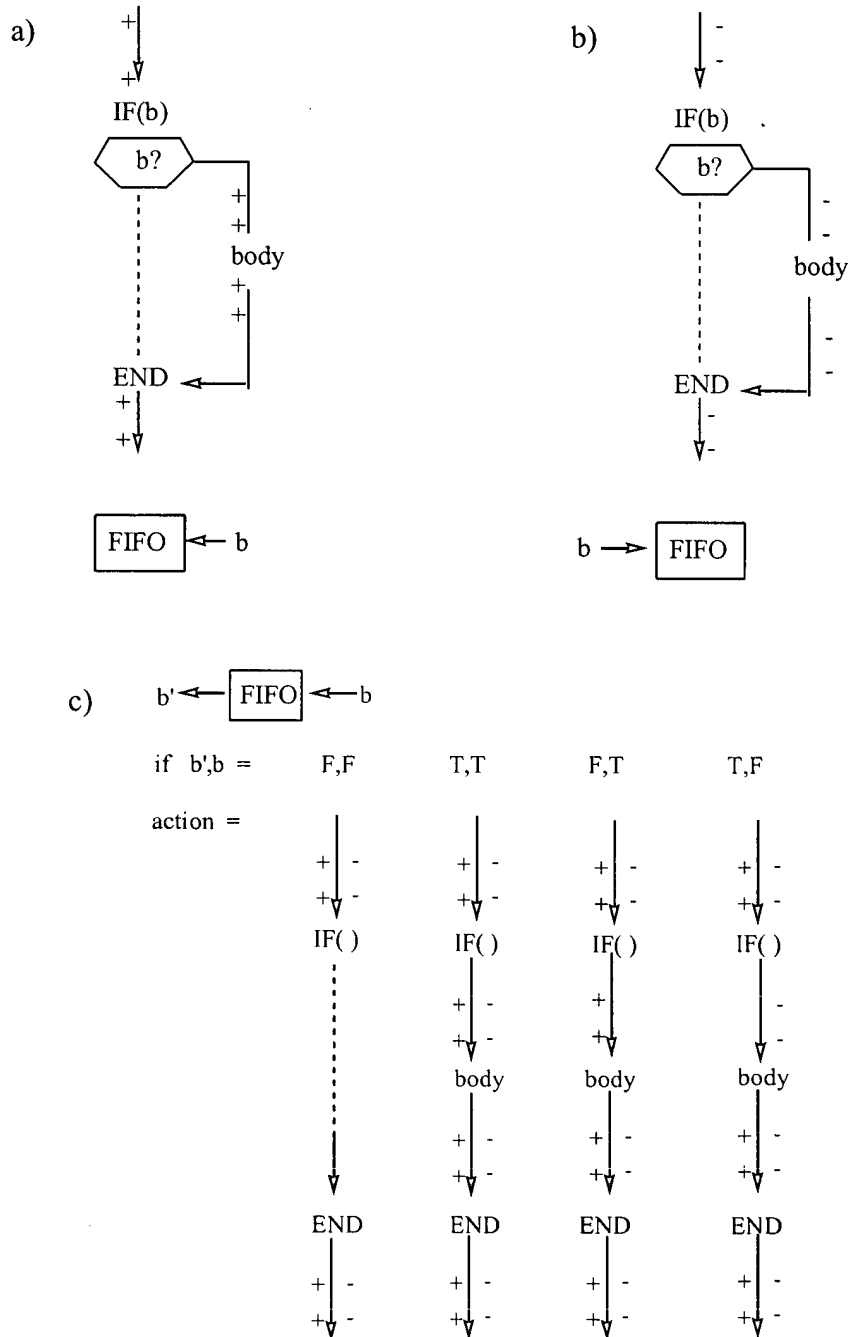 a)
+
+
IF(b)
b?
+
+
body
+
+
END
+
+
FIFO b
b)
-
-
IF(b)
b?
-
-
body
-
-
END
-
-
b FIFO
c) b' FIFO b
if b',b = F,F T,T F,T T,F
action =
+ - + - + - + -
+ - + - + - + -
IF( ) IF( ) IF( ) IF( )
+ - + -
+ - + -
body body body
+ - + - + -
+ - + - + -
END END END END
+ - + - + - + -
+ - + - + - + -